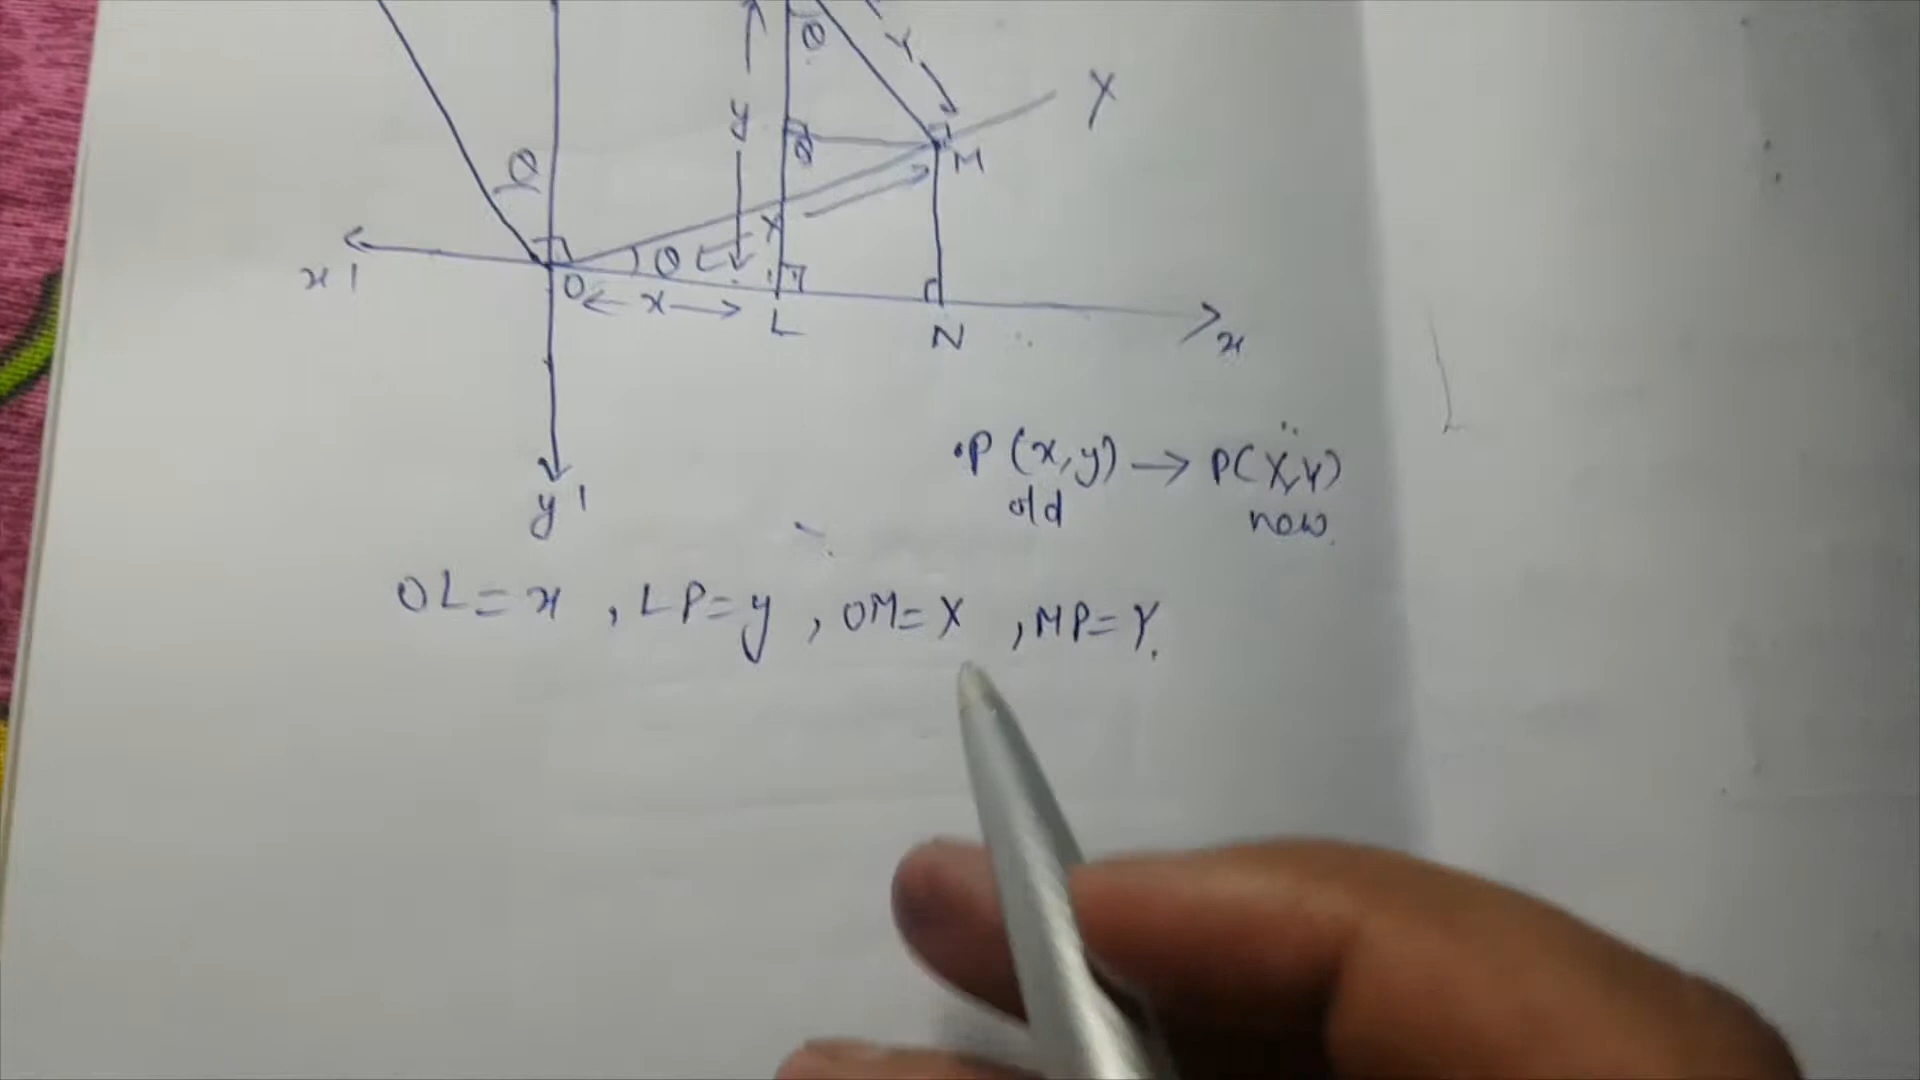 θ
Y
X
y
Q
M
θ
X
x'
O
θ
x
L
N
x
P (x,y) → P(X,Y)
old new.
y'
OL = x , LP = y , OM = X , MP = Y.